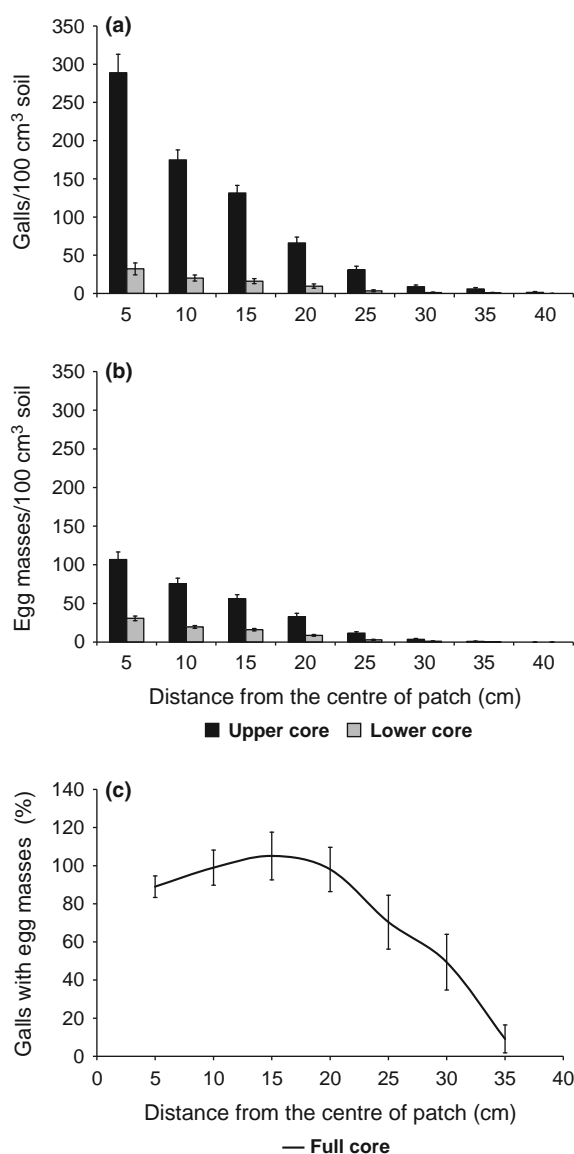 (a)
Galls/100 cm³ soil
350
300
250
200
150
100
50
0
5 10 15 20 25 30 35 40
(b)
Egg masses/100 cm³ soil
350
300
250
200
150
100
50
0
5 10 15 20 25 30 35 40
Distance from the centre of patch (cm)
Upper core Lower core
(c)
Galls with egg masses (%)
140
120
100
80
60
40
20
0
0 5 10 15 20 25 30 35 40
Distance from the centre of patch (cm)
Full core